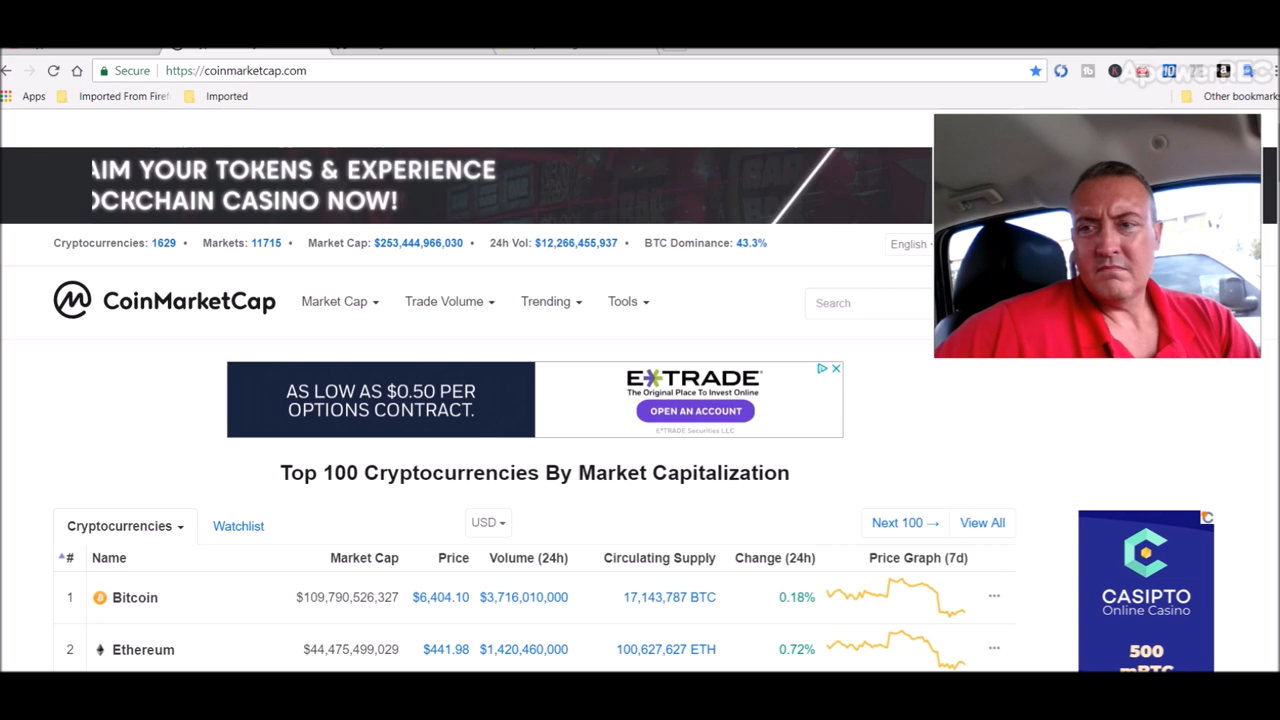 Secure
https://coinmarketcap.com
ApowerREC
Apps
Imported From Firef
Imported
Other bookmarks
AIM YOUR TOKENS & EXPERIENCE
OCKCHAIN CASINO NOW!
Cryptocurrencies: 1629 • Markets: 11715 • Market Cap: $253,444,966,030 • 24h Vol: $12,266,455,937 • BTC Dominance: 43.3%
English
CoinMarketCap
Market Cap
Trade Volume
Trending
Tools
Search
AS LOW AS $0.50 PER
OPTIONS CONTRACT.
E*TRADE
The Original Place To Invest Online
OPEN AN ACCOUNT
E*TRADE Securities LLC
Top 100 Cryptocurrencies By Market Capitalization
Cryptocurrencies
Watchlist
USD
Next 100 →
View All
# Name Market Cap Price Volume (24h) Circulating Supply Change (24h) Price Graph (7d)
1 Bitcoin $109,790,526,327 $6,404.10 $3,716,010,000 17,143,787 BTC 0.18%
2 Ethereum $44,475,499,029 $441.98 $1,420,460,000 100,627,627 ETH 0.72%
CASIPTO
Online Casino
500
mBTC